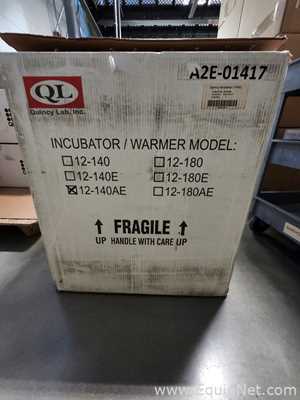 QL
Quincy Lab, Inc.
A2E-01417
INCUBATOR / WARMER MODEL:
12-140 12-180
12-140E 12-180E
12-140AE 12-180AE
FRAGILE
UP HANDLE WITH CARE UP
www.EquipNet.com